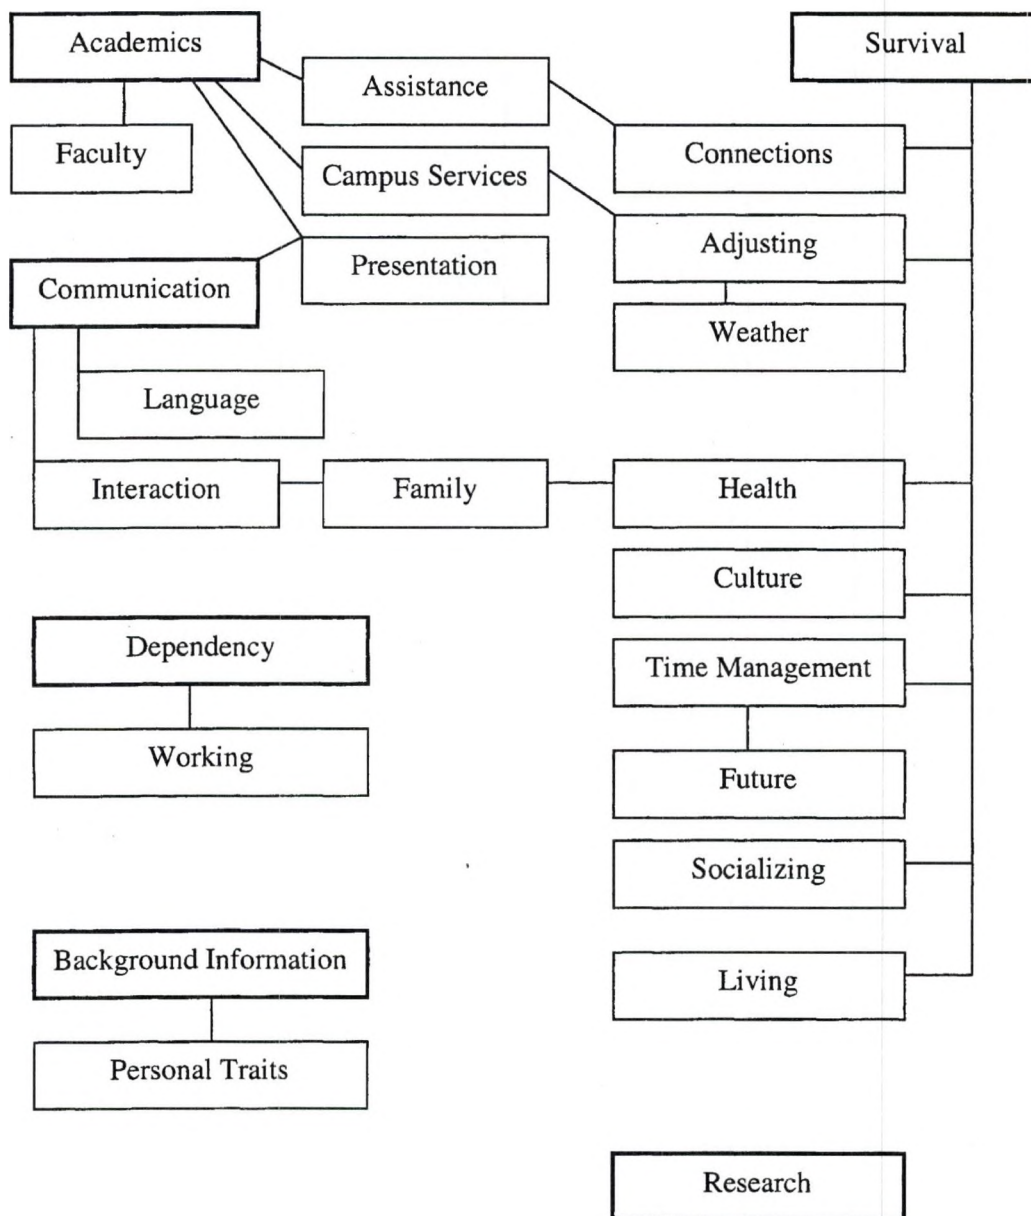 Academics
Survival
Assistance
Faculty
Connections
Campus Services
Adjusting
Presentation
Communication
Weather
Language
Interaction
Family
Health
Culture
Dependency
Time Management
Working
Future
Socializing
Background Information
Living
Personal Traits
Research